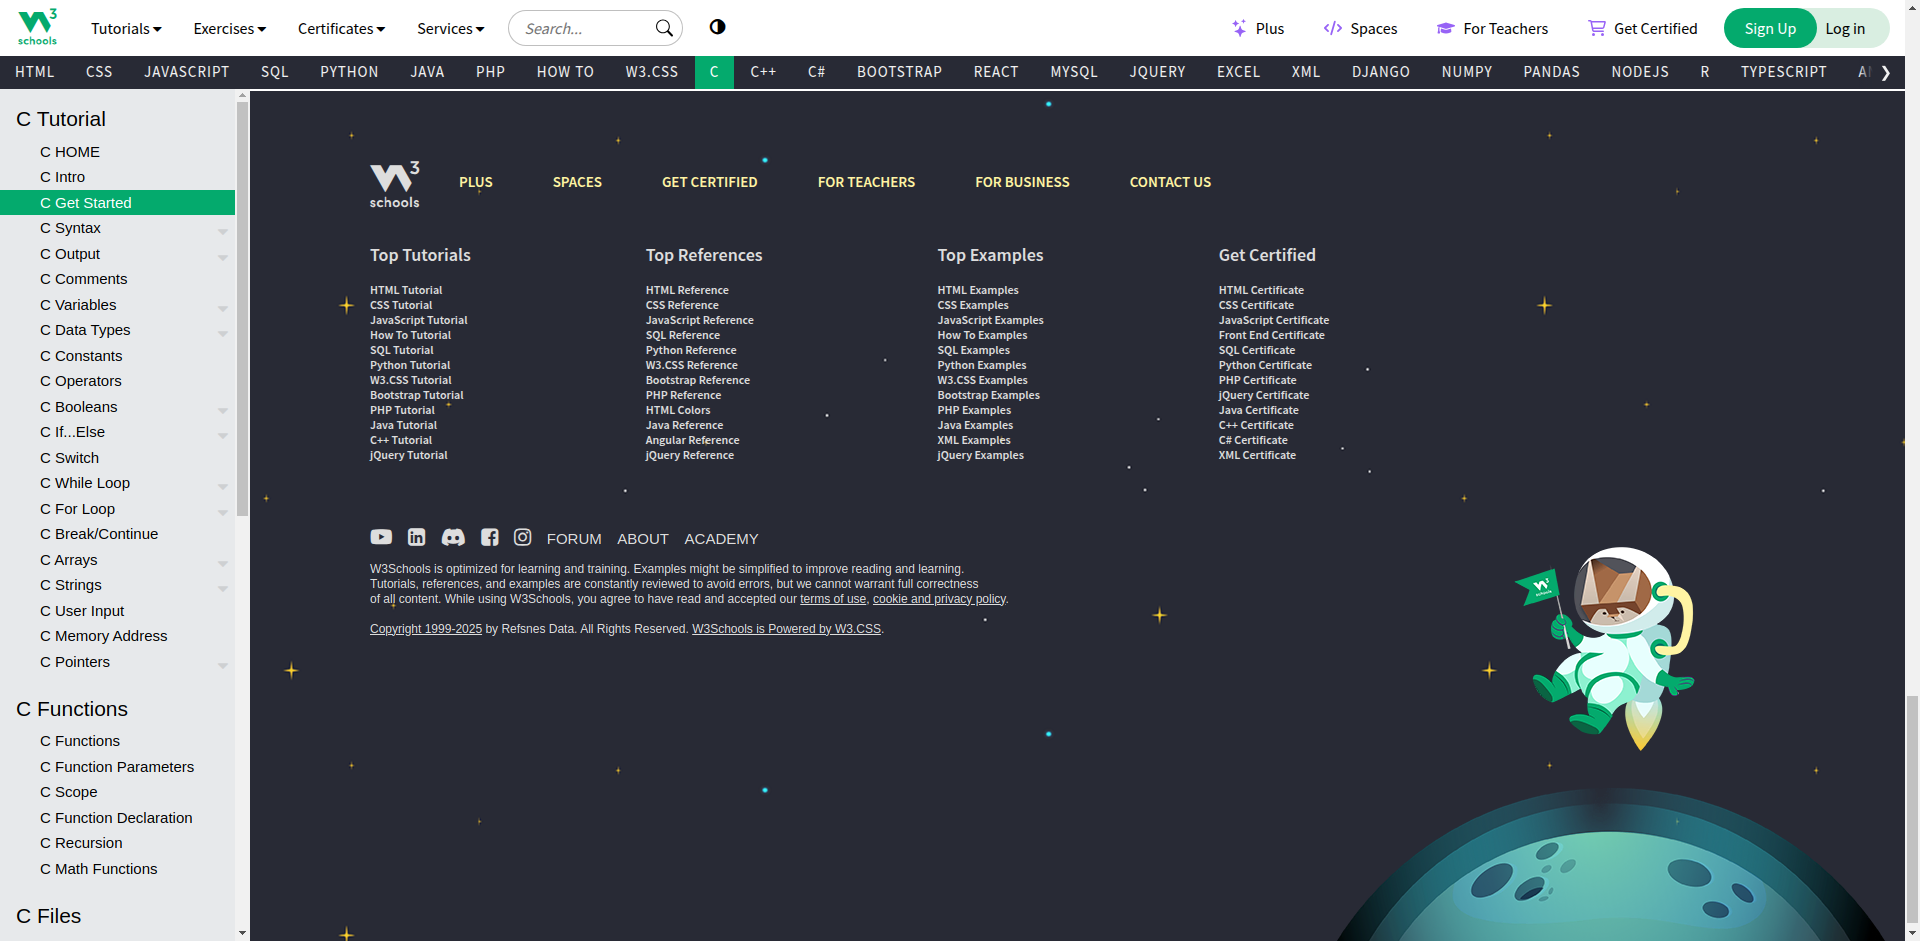 W3 schools
Tutorials Exercises Certificates Services Search... Plus Spaces For Teachers Get Certified Sign Up Log in
HTML CSS JAVASCRIPT SQL PYTHON JAVA PHP HOW TO W3.CSS C C++ C# BOOTSTRAP REACT MYSQL JQUERY EXCEL XML DJANGO NUMPY PANDAS NODEJS R TYPESCRIPT
C Tutorial
C HOME
C Intro
C Get Started
C Syntax
C Output
C Comments
C Variables
C Data Types
C Constants
C Operators
C Booleans
C If...Else
C Switch
C While Loop
C For Loop
C Break/Continue
C Arrays
C Strings
C User Input
C Memory Address
C Pointers
C Functions
C Functions
C Function Parameters
C Scope
C Function Declaration
C Recursion
C Math Functions
C Files
W3 schools
PLUS SPACES GET CERTIFIED FOR TEACHERS FOR BUSINESS CONTACT US
Top Tutorials
HTML Tutorial
CSS Tutorial
JavaScript Tutorial
How To Tutorial
SQL Tutorial
Python Tutorial
W3.CSS Tutorial
Bootstrap Tutorial
PHP Tutorial
Java Tutorial
C++ Tutorial
jQuery Tutorial
Top References
HTML Reference
CSS Reference
JavaScript Reference
SQL Reference
Python Reference
W3.CSS Reference
Bootstrap Reference
PHP Reference
HTML Colors
Java Reference
Angular Reference
jQuery Reference
Top Examples
HTML Examples
CSS Examples
JavaScript Examples
How To Examples
SQL Examples
Python Examples
W3.CSS Examples
Bootstrap Examples
PHP Examples
Java Examples
XML Examples
jQuery Examples
Get Certified
HTML Certificate
CSS Certificate
JavaScript Certificate
Front End Certificate
SQL Certificate
Python Certificate
PHP Certificate
jQuery Certificate
Java Certificate
C++ Certificate
C# Certificate
XML Certificate
FORUM ABOUT ACADEMY
W3Schools is optimized for learning and training. Examples might be simplified to improve reading and learning.
Tutorials, references, and examples are constantly reviewed to avoid errors, but we cannot warrant full correctness
of all content. While using W3Schools, you agree to have read and accepted our terms of use, cookie and privacy policy.
Copyright 1999-2025 by Refsnes Data. All Rights Reserved. W3Schools is Powered by W3.CSS.
W3 schools